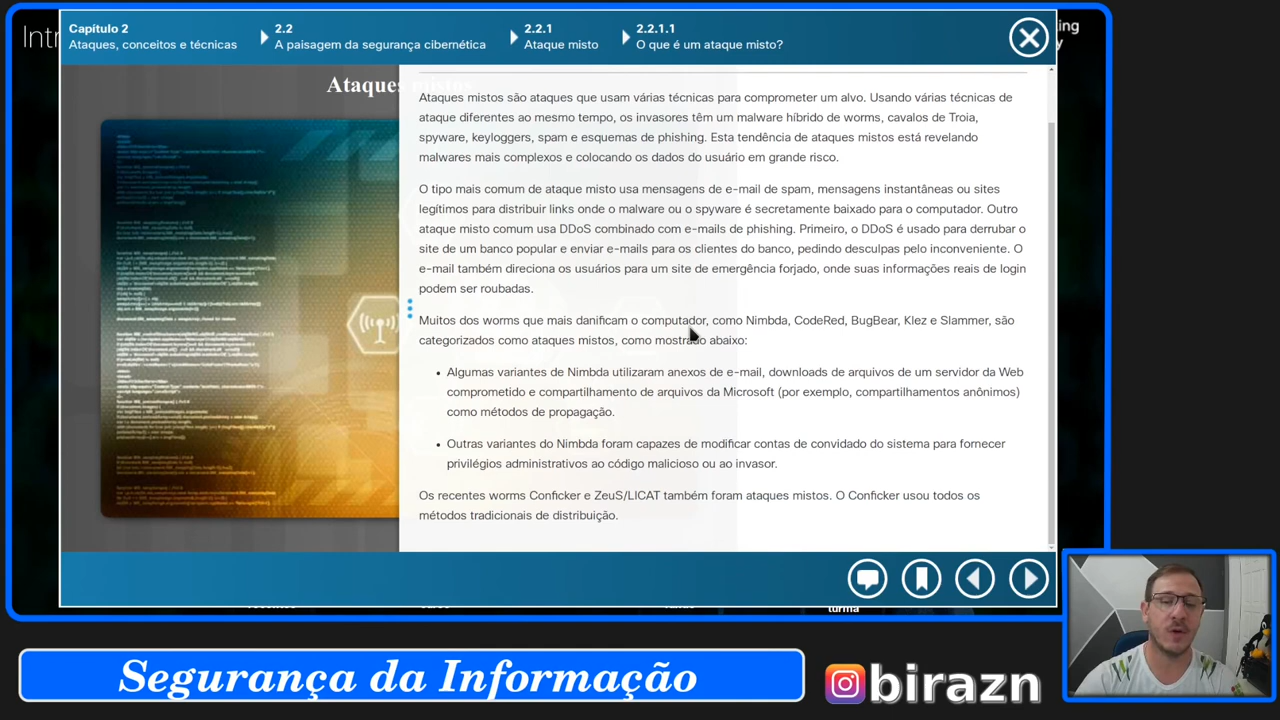 Intr
king
y
Capítulo 2
Ataques, conceitos e técnicas
2.2
A paisagem da segurança cibernética
2.2.1
Ataque misto
2.2.1.1
O que é um ataque misto?
Ataques mistos
Ataques mistos são ataques que usam várias técnicas para comprometer um alvo. Usando várias técnicas de
ataque diferentes ao mesmo tempo, os invasores têm um malware híbrido de worms, cavalos de Troia,
spyware, keyloggers, spam e esquemas de phishing. Esta tendência de ataques mistos está revelando
malwares mais complexos e colocando os dados do usuário em grande risco.
O tipo mais comum de ataque misto usa mensagens de e-mail de spam, mensagens instantâneas ou sites
legítimos para distribuir links onde o malware ou o spyware é secretamente baixado para o computador. Outro
ataque misto comum usa DDoS combinado com e-mails de phishing. Primeiro, o DDoS é usado para derrubar o
site de um banco popular e enviar e-mails para os clientes do banco, pedindo desculpas pelo inconveniente. O
e-mail também direciona os usuários para um site de emergência forjado onde suas informações reais de login
podem ser roubadas.
Muitos dos worms que mais danificam computador, como Nimbda, CodeRed, BugBear, Klez e Slammer, são
categorizados como ataques mistos, como mostrado abaixo:
• Algumas variantes da Nimbda utilizaram anexos de e-mail, downloads de arquivos de um servidor da Web
comprometido e compartilhamento de arquivos da Microsoft (por exemplo, compartilhamentos anônimos)
como métodos de propagação.
• Outras variantes do Nimbda foram capazes de modificar contas de convidado do sistema para fornecer
privilégios administrativos ao código malicioso ou ao invasor.
Os recentes worms Conficker e ZeuS/LICAT também foram ataques mistos. O Conficker usou todos os
métodos tradicionais de distribuição.
turma
Segurança da Informação
birazn